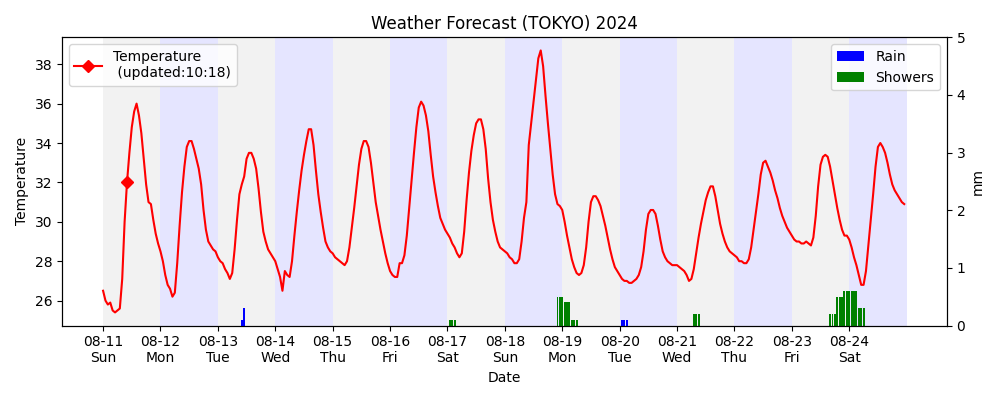 Weather Forecast (TOKYO) 2024
Temperature
(updated:10:18)
Rain
Showers
Temperature
38
36
34
32
30
28
26
5
4
3
2
1
0
mm
08-11 08-12 08-13 08-14 08-15 08-16 08-17 08-18 08-19 08-20 08-21 08-22 08-23 08-24
Sun Mon Tue Wed Thu Fri Sat Sun Mon Tue Wed Thu Fri Sat
Date